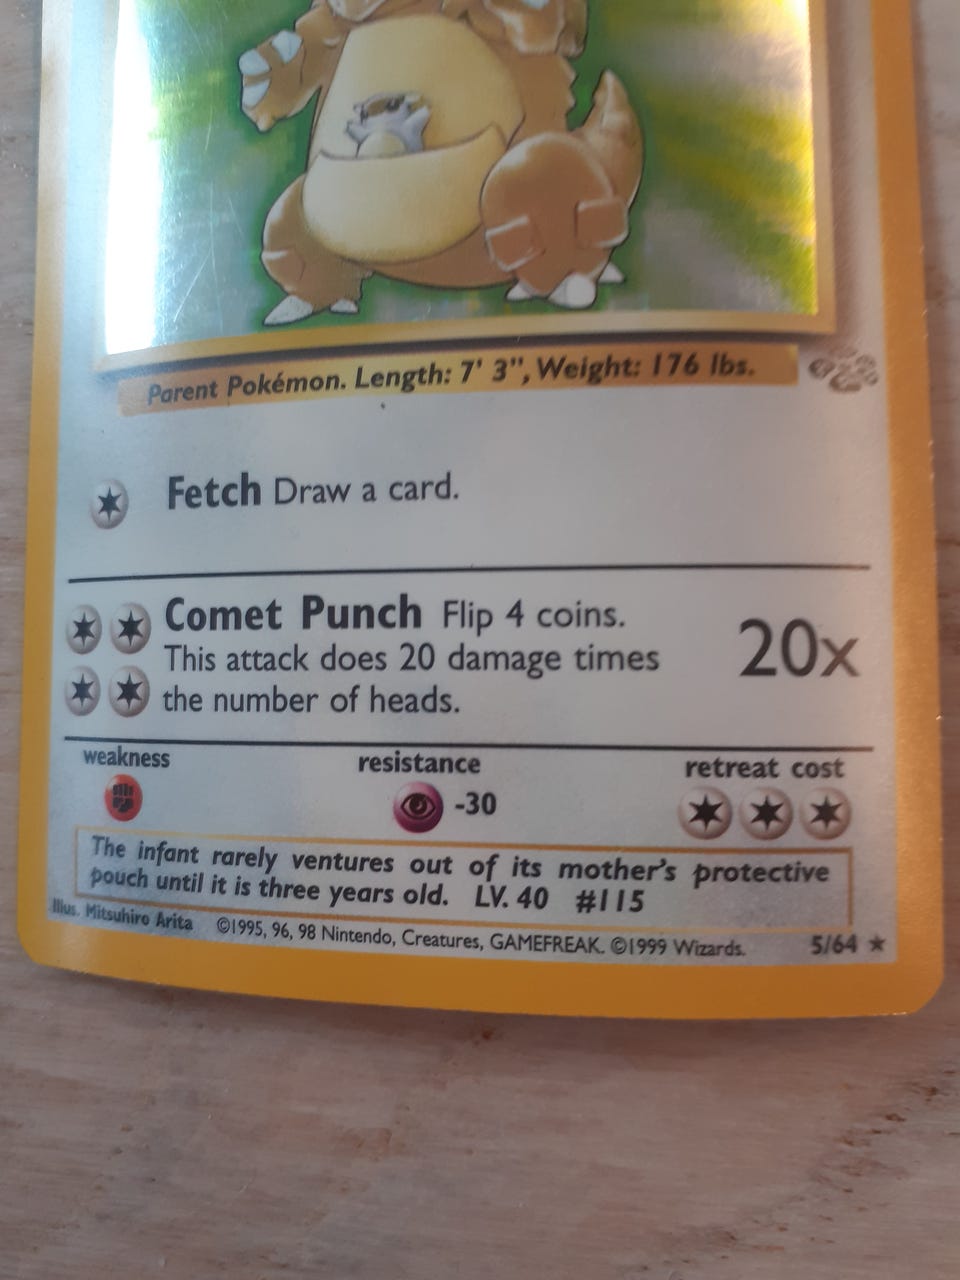 Parent Pokémon. Length: 7' 3", Weight: 176 lbs.
Fetch Draw a card.
Comet Punch Flip 4 coins.
This attack does 20 damage times
the number of heads.
20x
weakness
resistance
retreat cost
-30
The infant rarely ventures out of its mother's protective
pouch until it is three years old. LV. 40 #115
Illus. Mitsuhiro Arita ©1995, 96, 98 Nintendo, Creatures, GAMEFREAK. ©1999 Wizards. 5/64 ★